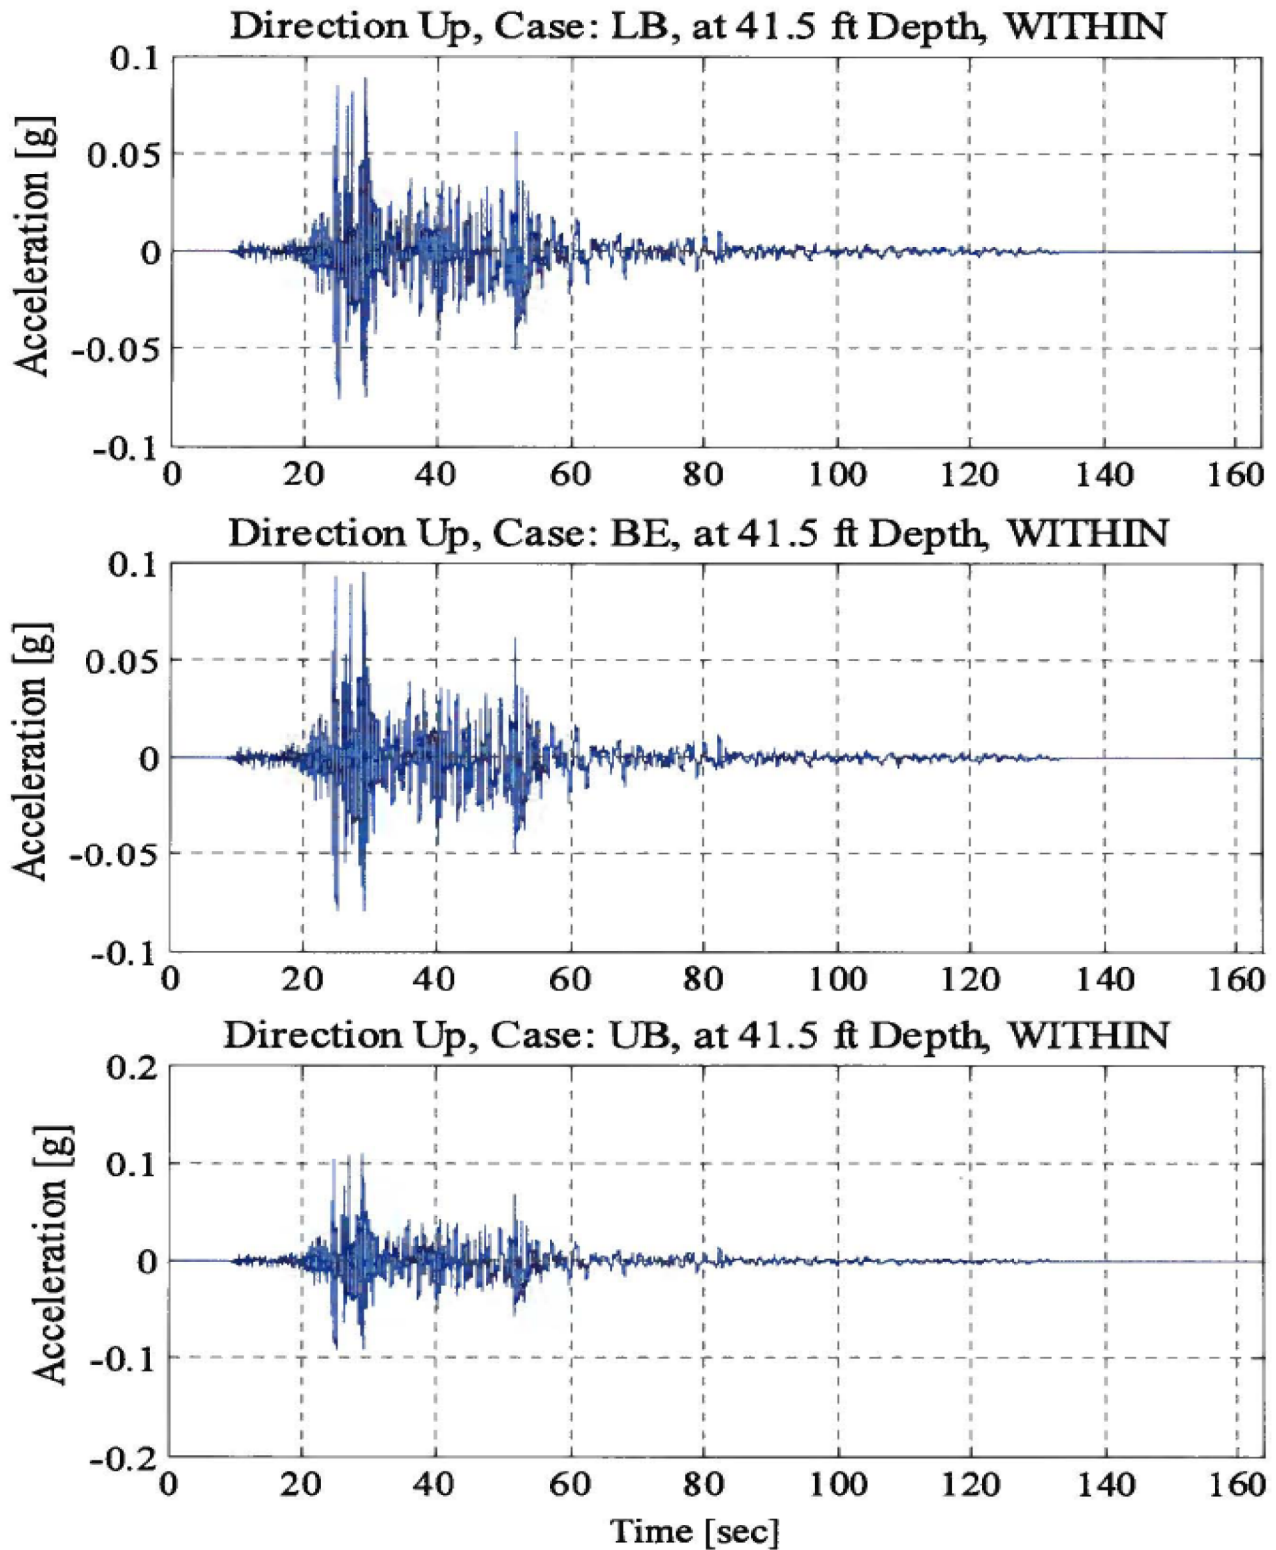 Direction Up, Case: LB, at 41.5 ft Depth, WITHIN
0.1
0.05
0
-0.05
-0.1
Acceleration [g]
0 20 40 60 80 100 120 140 160
Direction Up, Case: BE, at 41.5 ft Depth, WITHIN
0.1
0.05
0
-0.05
-0.1
Acceleration [g]
0 20 40 60 80 100 120 140 160
Direction Up, Case: UB, at 41.5 ft Depth, WITHIN
0.2
0.1
0
-0.1
-0.2
Acceleration [g]
0 20 40 60 80 100 120 140 160
Time [sec]